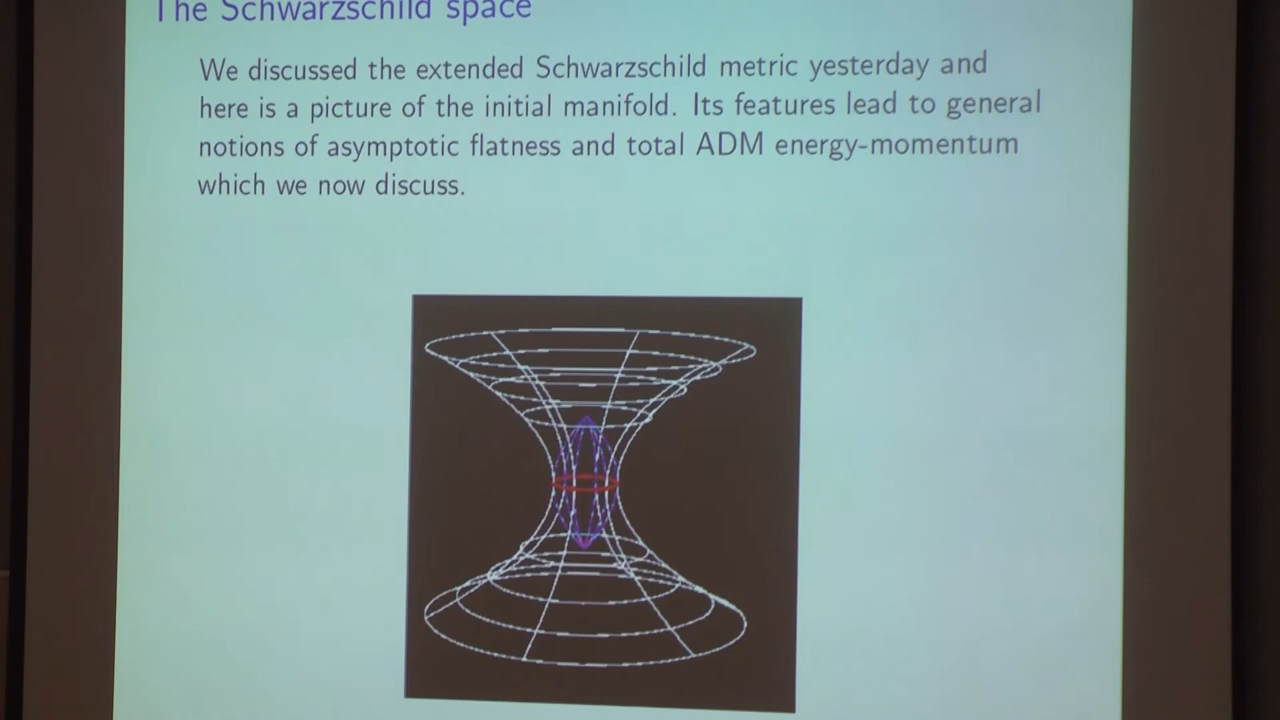 The Schwarzschild space
We discussed the extended Schwarzschild metric yesterday and
here is a picture of the initial manifold. Its features lead to general
notions of asymptotic flatness and total ADM energy-momentum
which we now discuss.